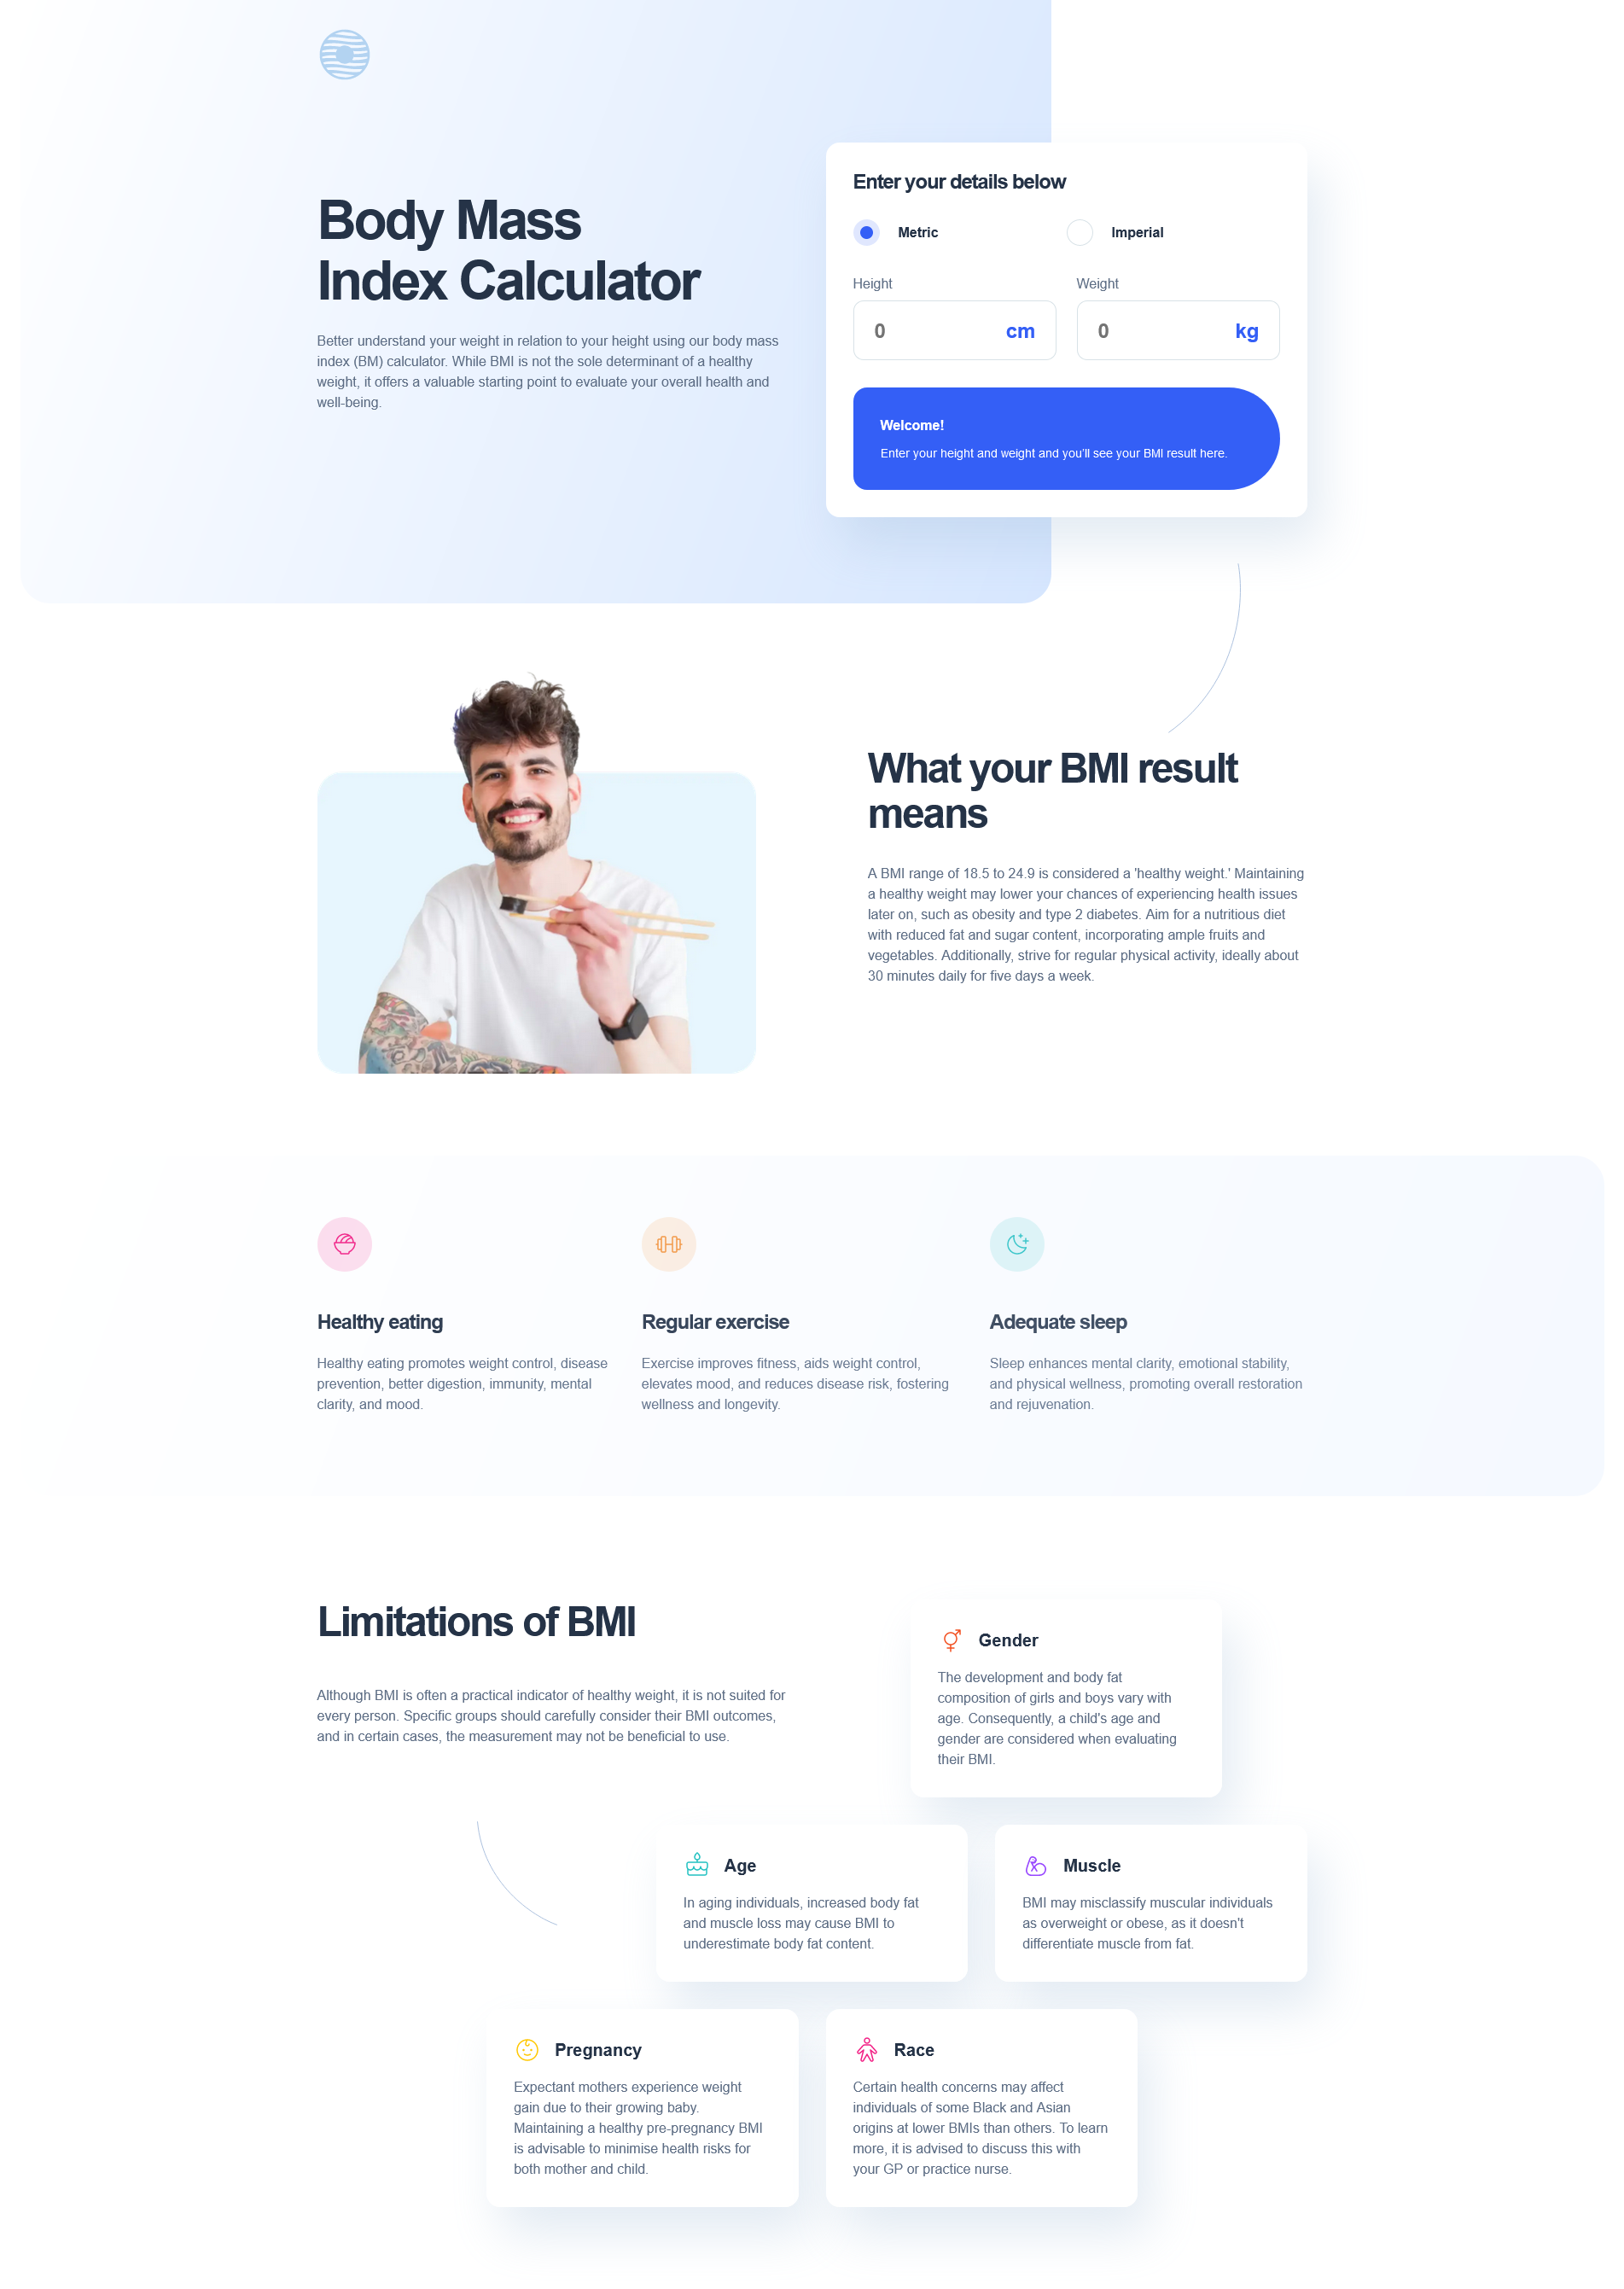 Body Mass
Index Calculator
Better understand your weight in relation to your height using our body mass
index (BM) calculator. While BMI is not the sole determinant of a healthy
weight, it offers a valuable starting point to evaluate your overall health and
well-being.
Enter your details below
Metric
Imperial
Height
Weight
0 cm
0 kg
Welcome!
Enter your height and weight and you'll see your BMI result here.
What your BMI result
means
A BMI range of 18.5 to 24.9 is considered a 'healthy weight.' Maintaining
a healthy weight may lower your chances of experiencing health issues
later on, such as obesity and type 2 diabetes. Aim for a nutritious diet
with reduced fat and sugar content, incorporating ample fruits and
vegetables. Additionally, strive for regular physical activity, ideally about
30 minutes daily for five days a week.
Healthy eating
Healthy eating promotes weight control, disease
prevention, better digestion, immunity, mental
clarity, and mood.
Regular exercise
Exercise improves fitness, aids weight control,
elevates mood, and reduces disease risk, fostering
wellness and longevity.
Adequate sleep
Sleep enhances mental clarity, emotional stability,
and physical wellness, promoting overall restoration
and rejuvenation.
Limitations of BMI
Although BMI is often a practical indicator of healthy weight, it is not suited for
every person. Specific groups should carefully consider their BMI outcomes,
and in certain cases, the measurement may not be beneficial to use.
Gender
The development and body fat
composition of girls and boys vary with
age. Consequently, a child's age and
gender are considered when evaluating
their BMI.
Age
In aging individuals, increased body fat
and muscle loss may cause BMI to
underestimate body fat content.
Muscle
BMI may misclassify muscular individuals
as overweight or obese, as it doesn't
differentiate muscle from fat.
Pregnancy
Expectant mothers experience weight
gain due to their growing baby.
Maintaining a healthy pre-pregnancy BMI
is advisable to minimise health risks for
both mother and child.
Race
Certain health concerns may affect
individuals of some Black and Asian
origins at lower BMIs than others. To learn
more, it is advised to discuss this with
your GP or practice nurse.